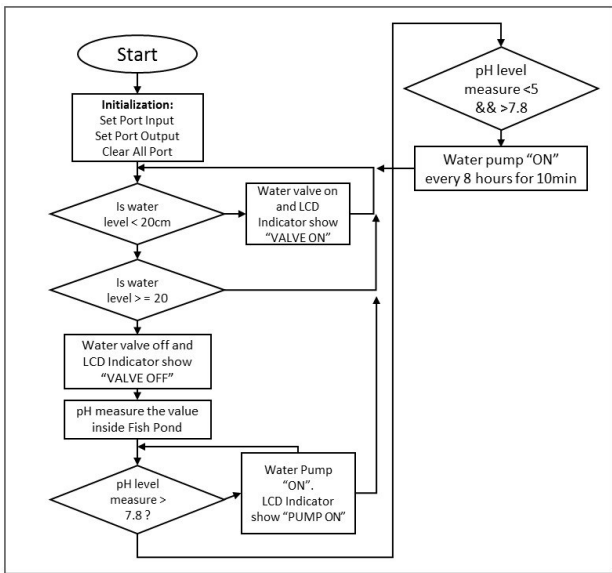 Start
Initialization:
Set Port Input
Set Port Output
Clear All Port
Is water
level < 20cm
Water valve on
and LCD
Indicator show
“VALVE ON”
Is water
level > = 20
Water valve off and
LCD Indicator show
“VALVE OFF”
pH measure the value
inside Fish Pond
pH level
measure >
7.8 ?
Water Pump
“ON”.
LCD Indicator
show “PUMP ON”
pH level
measure <5
&& >7.8
Water pump “ON”
every 8 hours for 10min